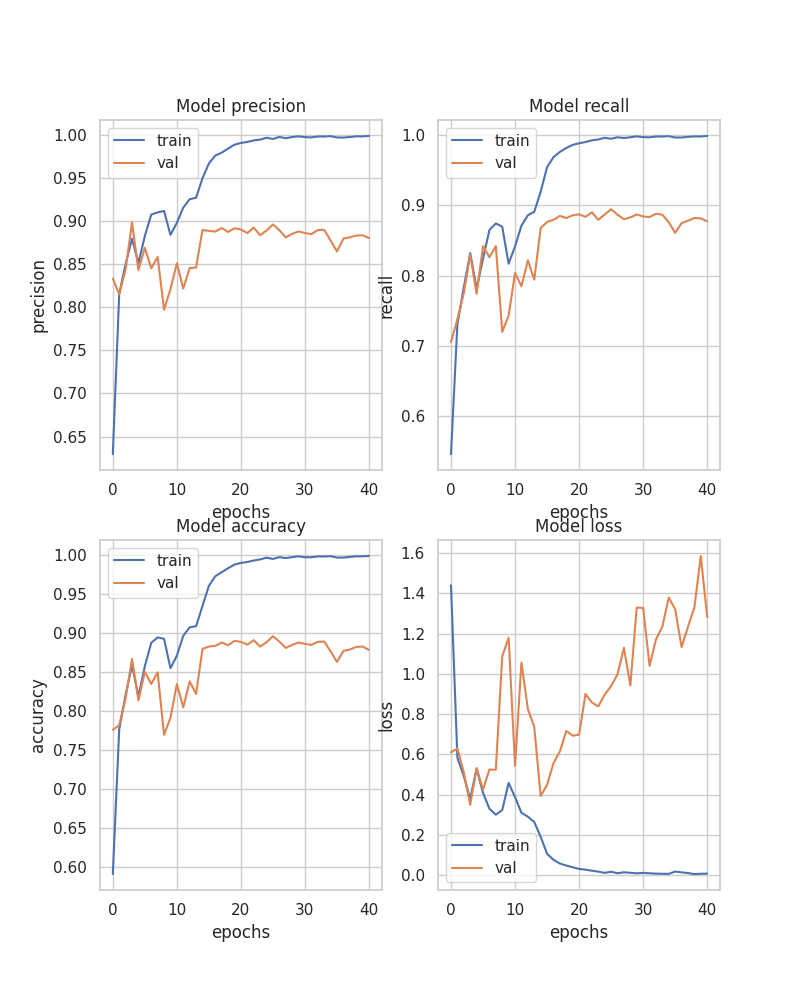 Model precision
train
val
1.00
0.95
0.90
0.85
0.80
0.75
0.70
0.65
precision
0 10 20 30 40
epochs
Model recall
train
val
1.0
0.9
0.8
0.7
0.6
recall
0 10 20 30 40
epochs
Model accuracy
train
val
1.00
0.95
0.90
0.85
0.80
0.75
0.70
0.65
0.60
accuracy
0 10 20 30 40
epochs
Model loss
1.6
1.4
1.2
1.0
0.8
0.6
0.4
0.2
0.0
loss
train
val
0 10 20 30 40
epochs